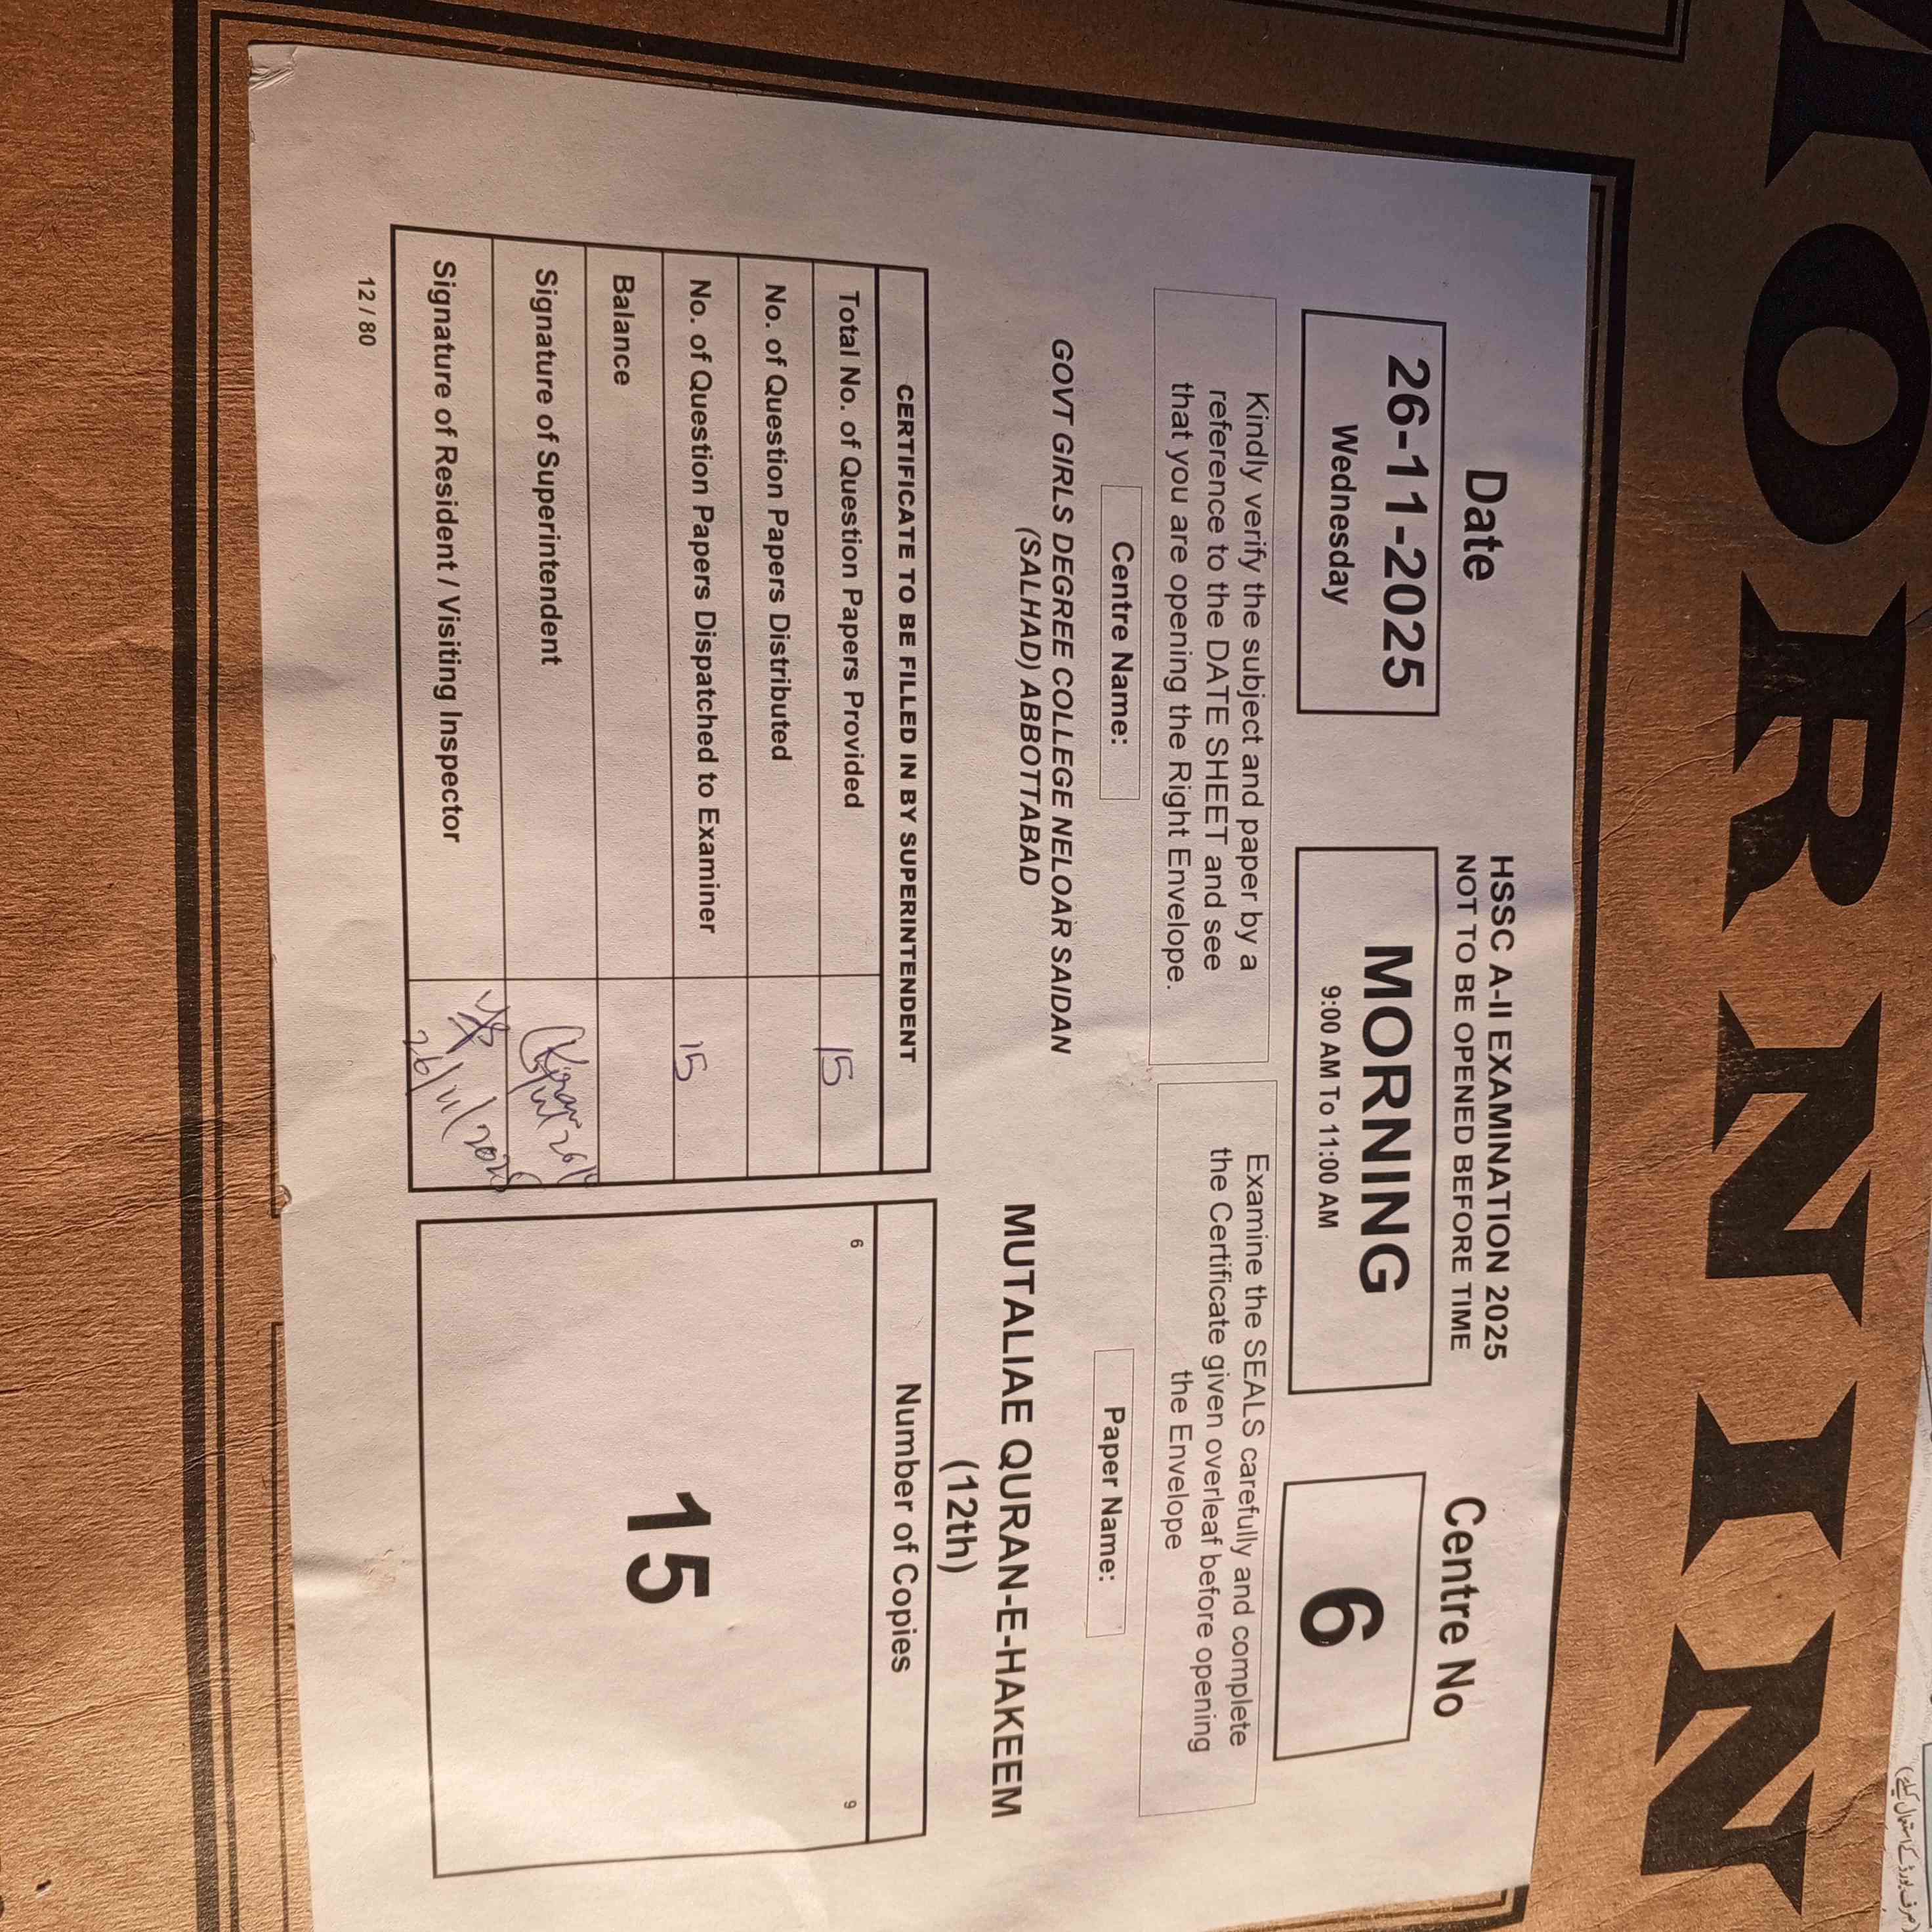 MORNIN
Date
26-11-2025
Wednesday
HSSC A-II EXAMINATION 2025
NOT TO BE OPENED BEFORE TIME
MORNING
9:00 AM To 11:00 AM
Centre No
6
Kindly verify the subject and paper by a
reference to the DATE SHEET and see
that you are opening the Right Envelope.
Examine the SEALS carefully and complete
the Certificate given overleaf before opening
the Envelope
Centre Name:
GOVT GIRLS DEGREE COLLEGE NELOAR SAIDAN
(SALHAD) ABBOTTABAD
Paper Name:
MUTALIAE QURAN-E-HAKEEM
(12th)
CERTIFICATE TO BE FILLED IN BY SUPERINTENDENT
Total No. of Question Papers Provided 15
No. of Question Papers Distributed
No. of Question Papers Dispatched to Examiner 15
Balance
Signature of Superintendent
Signature of Resident / Visiting Inspector 26/11/2025
Number of Copies
6 9
15
12 / 80